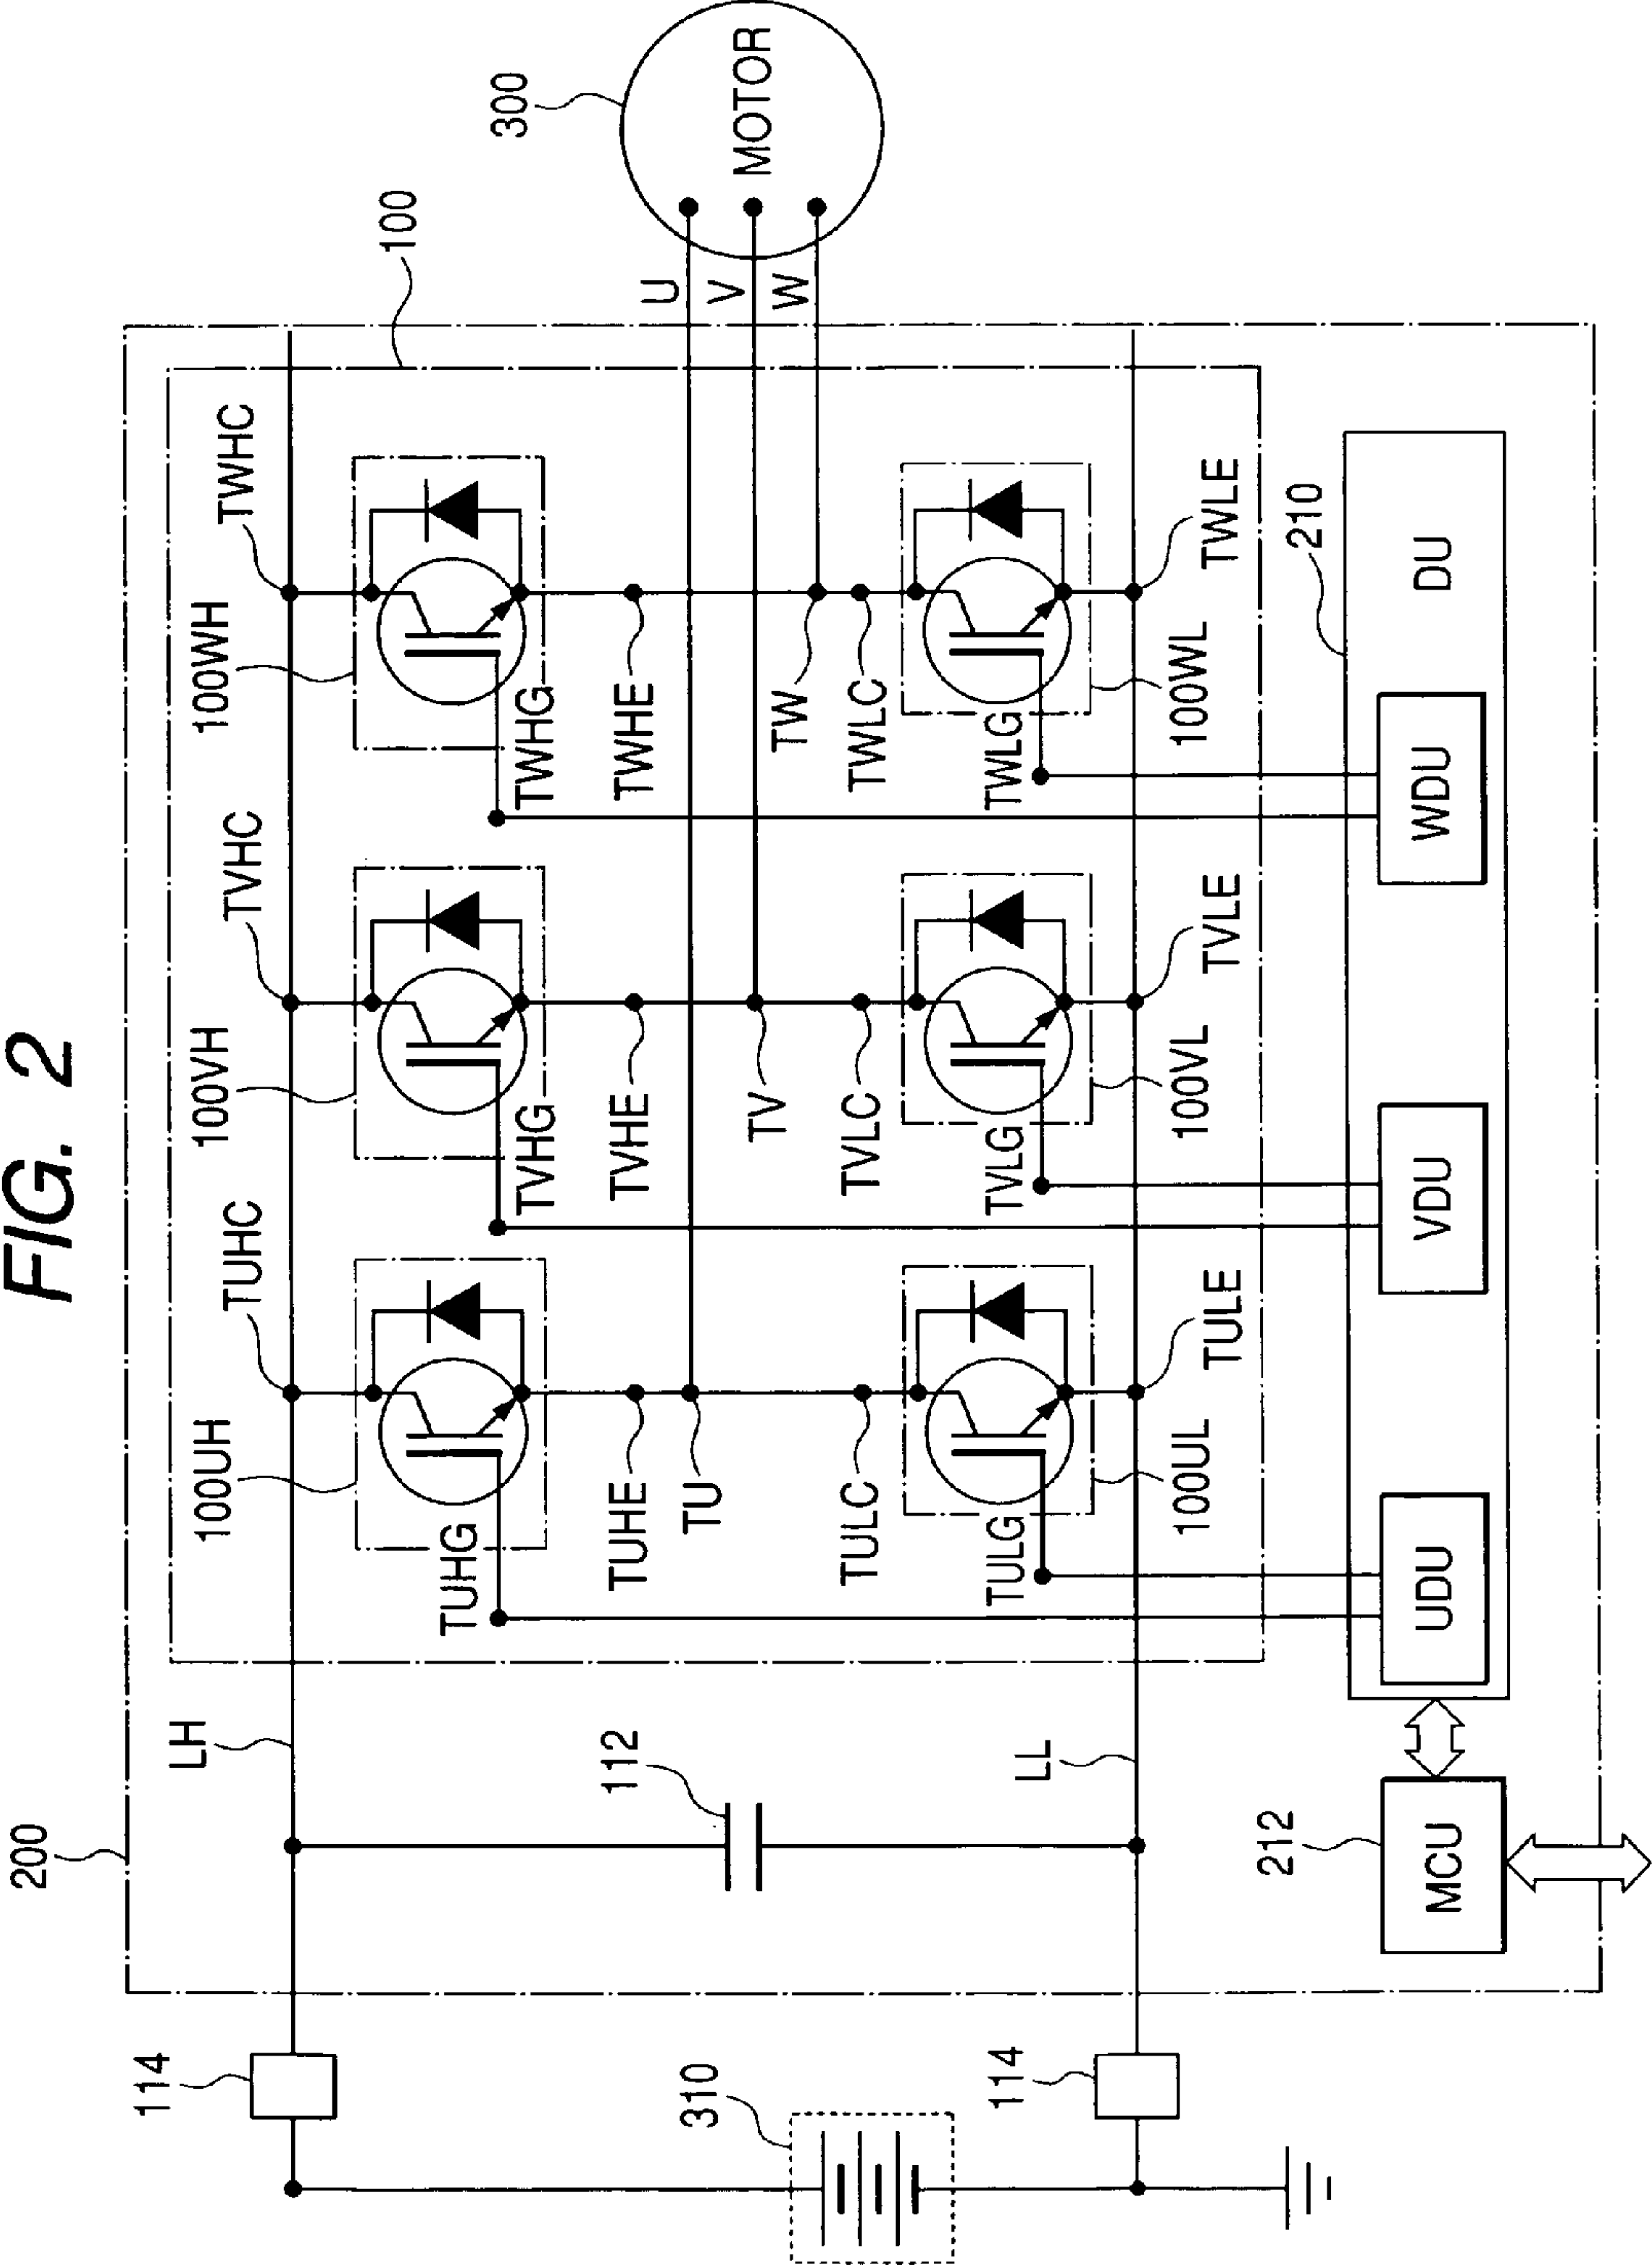 FIG. 2
200
114
LH
TUHC
TVHC
TWHC
100
300
100UH
100VH
100WH
TUHG
TVHG
TWHG
310
112
TUHE
TVHE
TWHE
U
TU
V
MOTOR
TV
TW
W
TULC
TVLC
TWLC
114
LL
TULG
TVLG
TWLG
100UL
100VL
100WL
TULE
TVLE
TWLE
212
210
MCU
UDU
VDU
WDU
DU